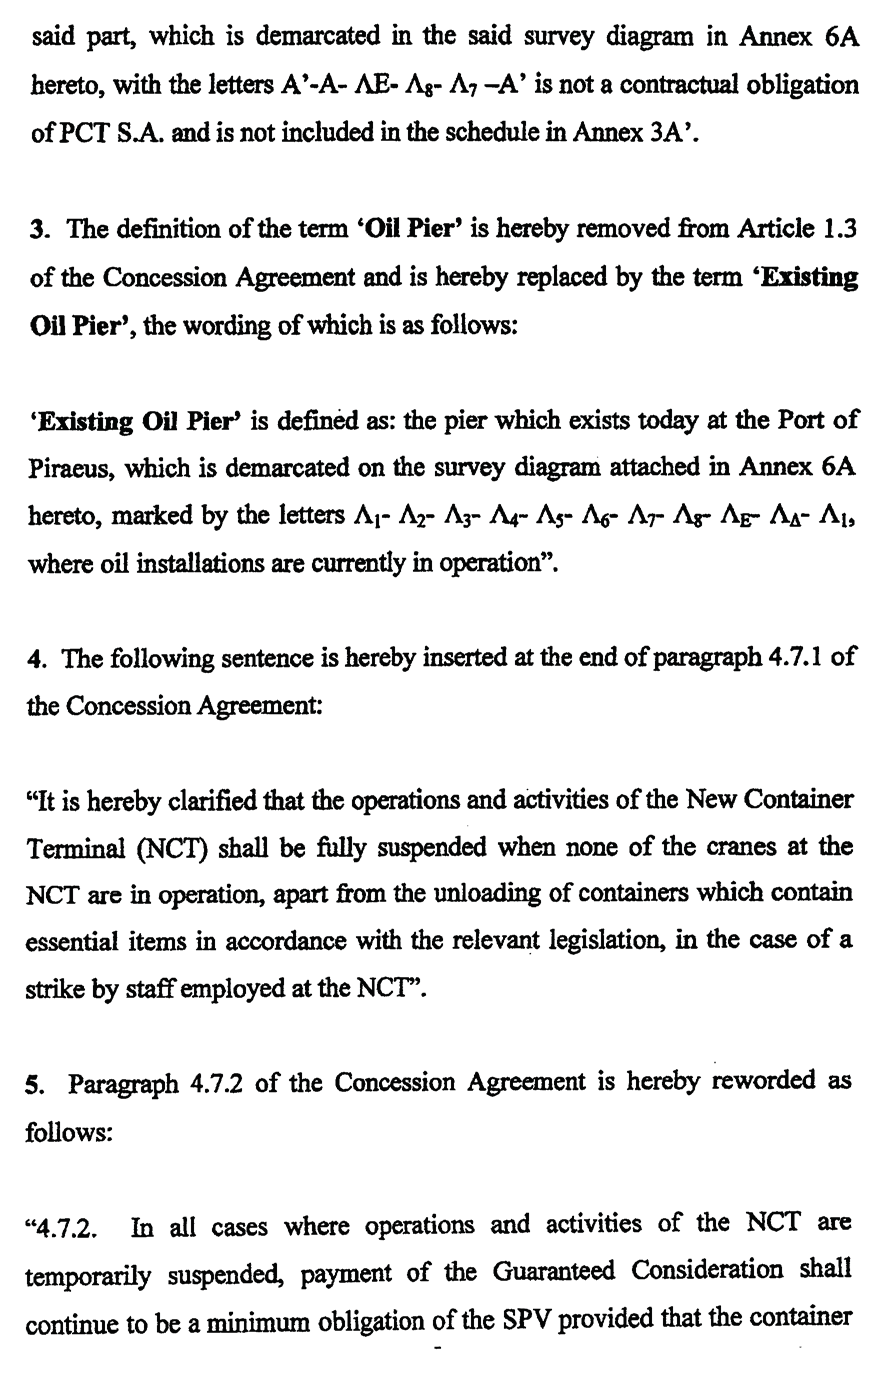 said part, which is demarcated in the said survey diagram in Annex 6A
hereto, with the letters A’-A- ΛE- Λ₈- Λ₇ –A’ is not a contractual obligation
of PCT S.A. and is not included in the schedule in Annex 3A’.
3. The definition of the term ‘Oil Pier’ is hereby removed from Article 1.3
of the Concession Agreement and is hereby replaced by the term ‘Existing
Oil Pier’, the wording of which is as follows:
‘Existing Oil Pier’ is defined as: the pier which exists today at the Port of
Piraeus, which is demarcated on the survey diagram attached in Annex 6A
hereto, marked by the letters Λ₁- Λ₂- Λ₃- Λ₄- Λ₅- Λ₆- Λ₇- Λ₈- ΛE- ΛΔ- Λ₁,
where oil installations are currently in operation”.
4. The following sentence is hereby inserted at the end of paragraph 4.7.1 of
the Concession Agreement:
“It is hereby clarified that the operations and activities of the New Container
Terminal (NCT) shall be fully suspended when none of the cranes at the
NCT are in operation, apart from the unloading of containers which contain
essential items in accordance with the relevant legislation, in the case of a
strike by staff employed at the NCT”.
5. Paragraph 4.7.2 of the Concession Agreement is hereby reworded as
follows:
“4.7.2. In all cases where operations and activities of the NCT are
temporarily suspended, payment of the Guaranteed Consideration shall
continue to be a minimum obligation of the SPV provided that the container